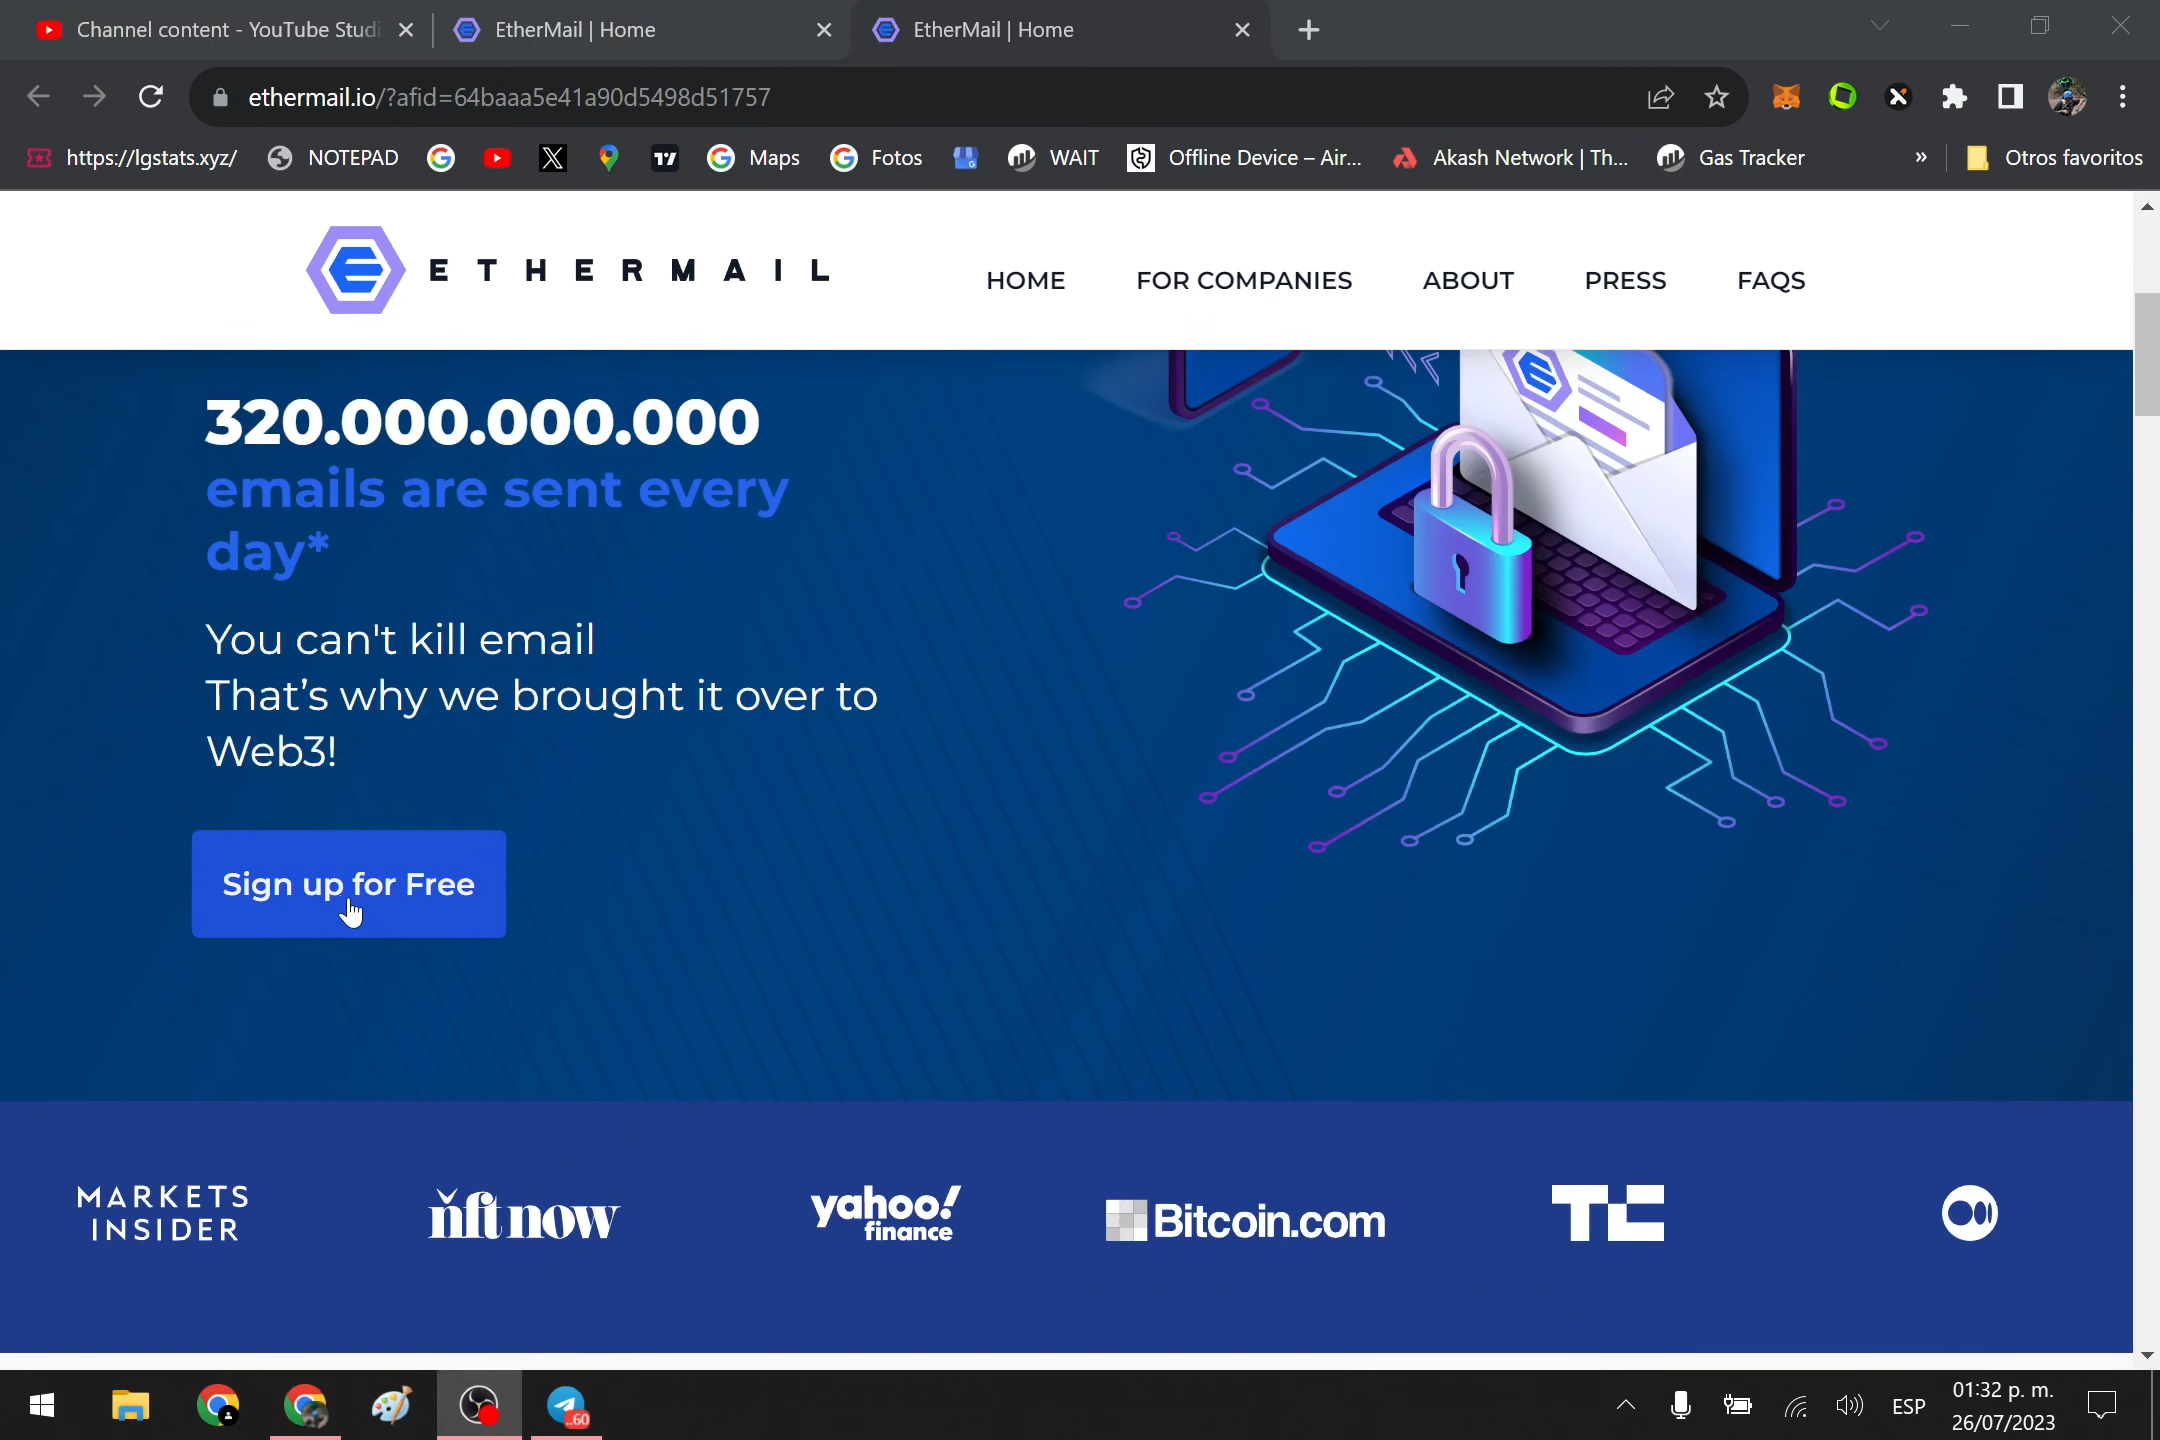 Channel content - YouTube Studi
EtherMail | Home
EtherMail | Home
ethermail.io/?afid=64baaa5e41a90d5498d51757
https://lgstats.xyz/
NOTEPAD
WAIT
Maps
Fotos
Offline Device – Air...
Akash Network | Th...
Gas Tracker
»
Otros favoritos
ETHERMAIL
HOME
FOR COMPANIES
ABOUT
PRESS
FAQS
320.000.000.000
emails are sent every
day*
You can't kill email
That’s why we brought it over to
Web3!
Sign up for Free
MARKETS
INSIDER
nft now
yahoo!
finance
Bitcoin.com
TC
..60
ESP
01:32 p. m.
26/07/2023